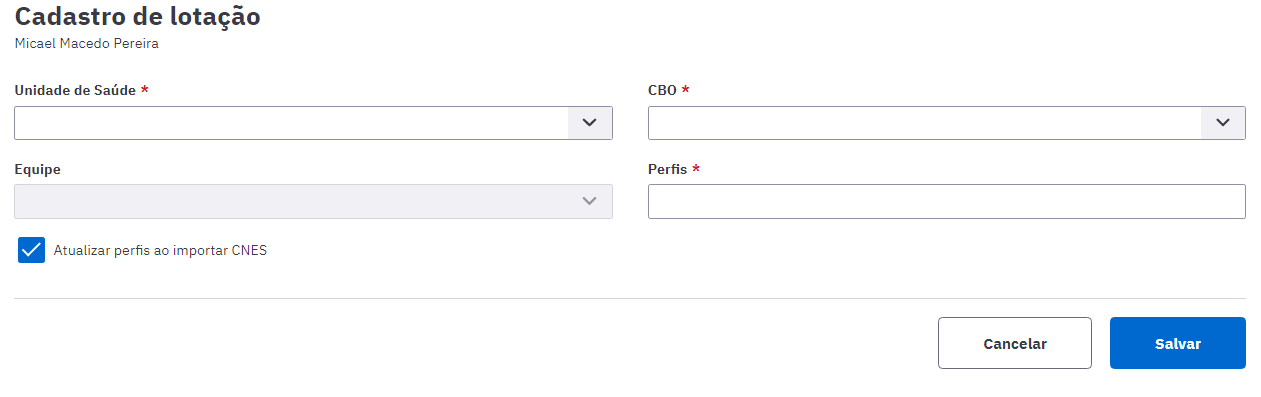 Cadastro de lotação
Micael Macedo Pereira
Unidade de Saúde *
CBO *
Equipe
Perfis *
Atualizar perfis ao importar CNES
Cancelar
Salvar